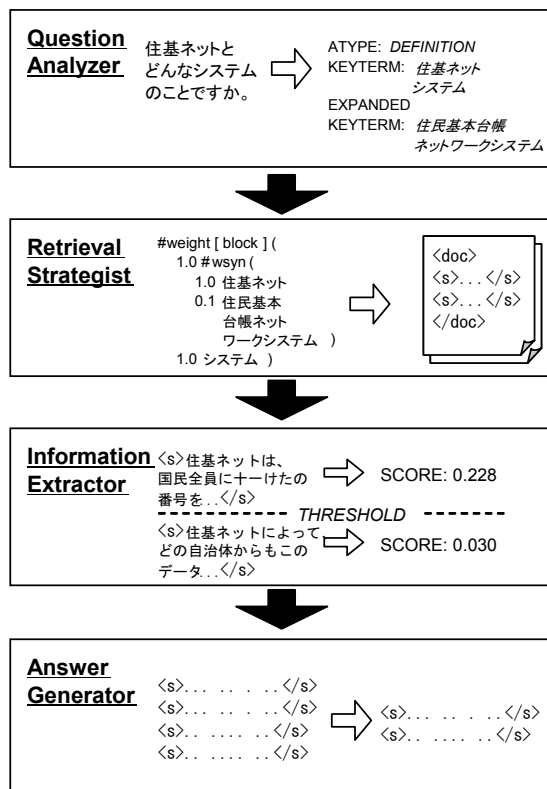 Question
Analyzer
住基ネットと
どんなシステム
のことですか。
ATYPE: DEFINITION
KEYTERM: 住基ネット
システム
EXPANDED
KEYTERM: 住民基本台帳
ネットワークシステム
Retrieval
Strategist
#weight [ block ] (
1.0 #wsyn (
1.0 住基ネット
0.1 住民基本
台帳ネット
ワークシステム )
1.0 システム )
<doc>
<s>...</s>
<s>...</s>
</doc>
Information
Extractor
<s>住基ネットは、
国民全員に十一けたの
番号を...</s>
SCORE: 0.228
THRESHOLD
<s>住基ネットによって、
どの自治体からもこの
データ...</s>
SCORE: 0.030
Answer
Generator
<s>... .. . ..</s>
<s>... .. . ..</s>
<s>.. .... ..</s>
<s>.. .... ..</s>
<s>... .. . ..</s>
<s>.. .... ..</s>